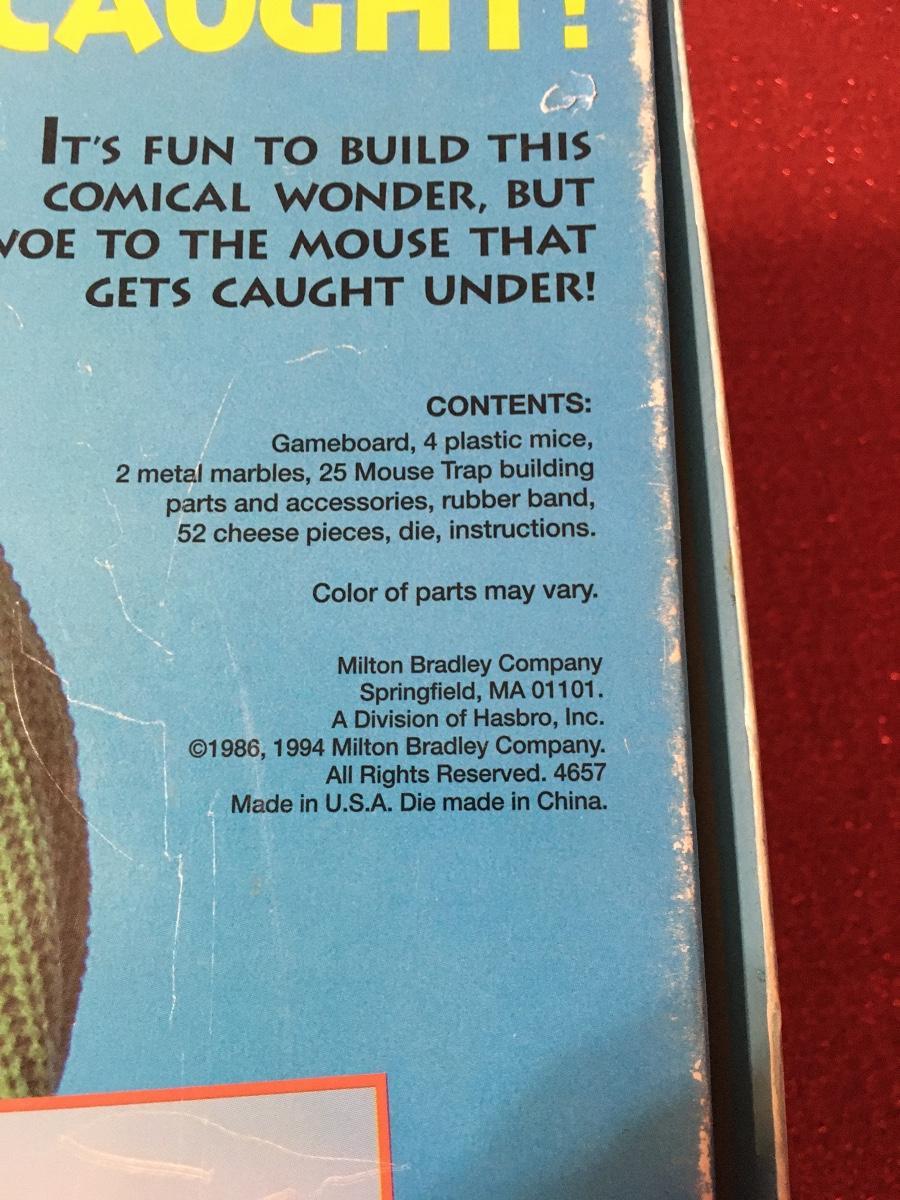 CAUGHT!
IT'S FUN TO BUILD THIS
COMICAL WONDER, BUT
WOE TO THE MOUSE THAT
GETS CAUGHT UNDER!
CONTENTS:
Gameboard, 4 plastic mice,
2 metal marbles, 25 Mouse Trap building
parts and accessories, rubber band,
52 cheese pieces, die, instructions.
Color of parts may vary.
Milton Bradley Company
Springfield, MA 01101.
A Division of Hasbro, Inc.
©1986, 1994 Milton Bradley Company.
All Rights Reserved. 4657
Made in U.S.A. Die made in China.